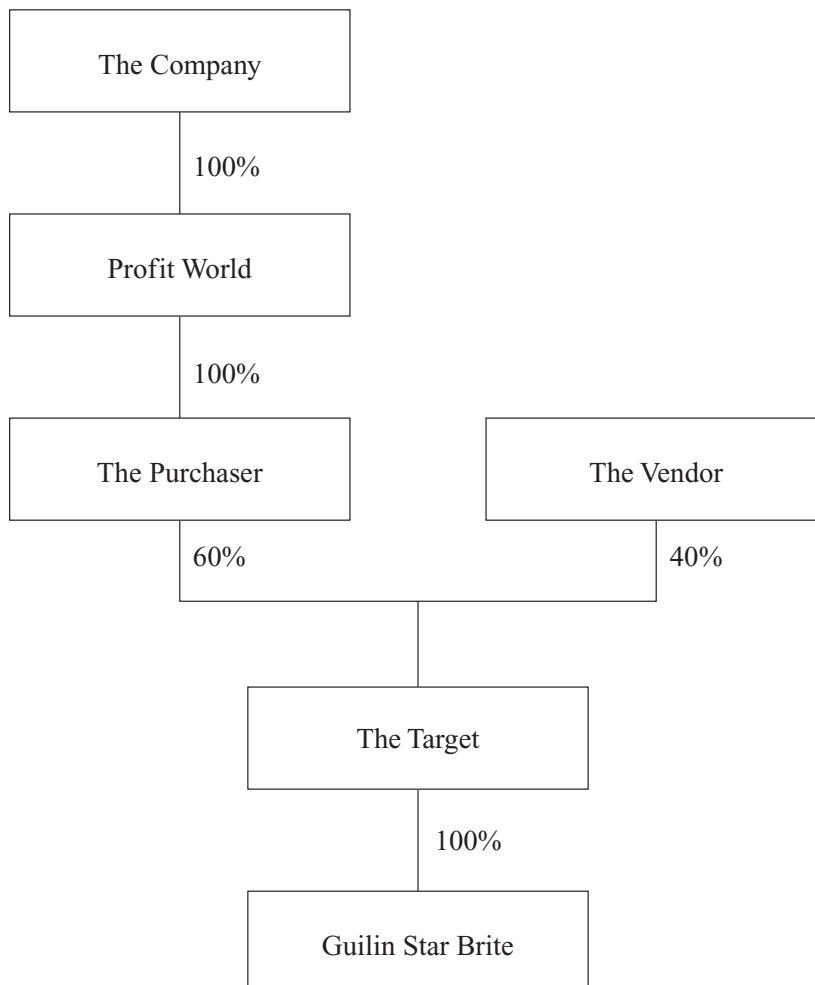 The Company
100%
Profit World
100%
The Purchaser
The Vendor
60%
40%
The Target
100%
Guilin Star Brite